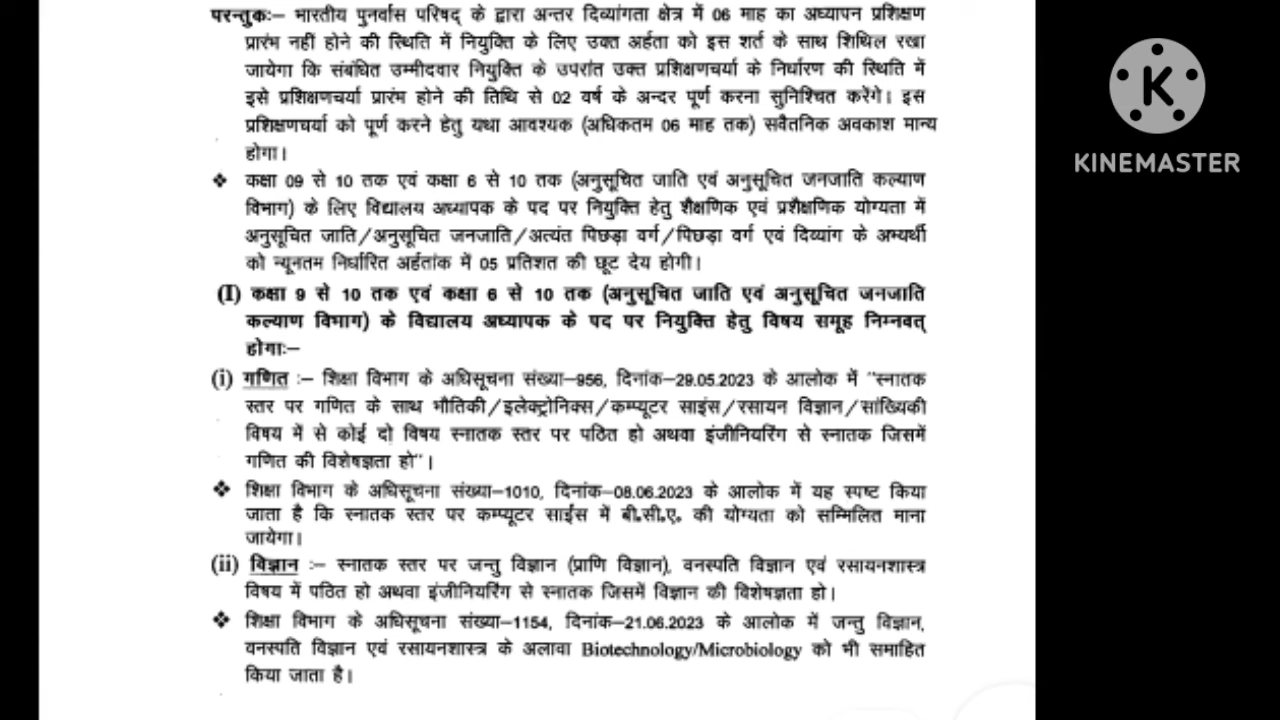 परन्तुकः– भारतीय पुनर्वास परिषद् के द्वारा अन्तर दिव्यांगता क्षेत्र में 06 माह का अध्यापन प्रशिक्षण
प्रारंभ नहीं होने की स्थिति में नियुक्ति के लिए उक्त अर्हता को इस शर्त के साथ शिथिल रखा
जायेगा कि संबंधित उम्मीदवार नियुक्ति के उपरांत उक्त प्रशिक्षणचर्या के निर्धारण की स्थिति में
इसे प्रशिक्षणचर्या प्रारंभ होने की तिथि से 02 वर्ष के अन्दर पूर्ण करना सुनिश्चित करेंगे। इस
प्रशिक्षणचर्या को पूर्ण करने हेतु यथा आवश्यक (अधिकतम 06 माह तक) सवैतनिक अवकाश मान्य
होगा।
❖ कक्षा 09 से 10 तक एवं कक्षा 6 से 10 तक (अनुसूचित जाति एवं अनुसूचित जनजाति कल्याण
विभाग) के लिए विद्यालय अध्यापक के पद पर नियुक्ति हेतु शैक्षणिक एवं प्रशैक्षणिक योग्यता में
अनुसूचित जाति/अनुसूचित जनजाति/अत्यंत पिछड़ा वर्ग/पिछड़ा वर्ग एवं दिव्यांग के अभ्यर्थी
को न्यूनतम निर्धारित अर्हतांक में 05 प्रतिशत की छूट देय होगी।
(I) कक्षा 9 से 10 तक एवं कक्षा 6 से 10 तक (अनुसूचित जाति एवं अनुसूचित जनजाति
कल्याण विभाग) के विद्यालय अध्यापक के पद पर नियुक्ति हेतु विषय समूह निम्नवत्
होगाः–
(i) गणित :– शिक्षा विभाग के अधिसूचना संख्या–956, दिनांक–29.05.2023 के आलोक में "स्नातक
स्तर पर गणित के साथ भौतिकी/इलेक्ट्रोनिक्स/कम्प्यूटर साइंस/रसायन विज्ञान/सांख्यिकी
विषय में से कोई दो विषय स्नातक स्तर पर पठित हो अथवा इंजीनियरिंग से स्नातक जिसमें
गणित की विशेषज्ञता हो"।
❖ शिक्षा विभाग के अधिसूचना संख्या–1010, दिनांक–08.06.2023 के आलोक में यह स्पष्ट किया
जाता है कि स्नातक स्तर पर कम्प्यूटर साईंस में बी.सी.ए. की योग्यता को सम्मिलित माना
जायेगा।
(ii) विज्ञान :– स्नातक स्तर पर जन्तु विज्ञान (प्राणि विज्ञान), वनस्पति विज्ञान एवं रसायनशास्त्र
विषय में पठित हो अथवा इंजीनियरिंग से स्नातक जिसमें विज्ञान की विशेषज्ञता हो।
❖ शिक्षा विभाग के अधिसूचना संख्या–1154, दिनांक–21.06.2023 के आलोक में जन्तु विज्ञान,
वनस्पति विज्ञान एवं रसायनशास्त्र के अलावा Biotechnology/Microbiology को भी समाहित
किया जाता है।
K
KINEMASTER